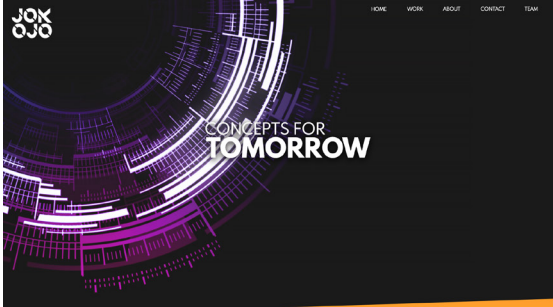 JOK
OJO
HOME WORK ABOUT CONTACT TEAM
CONCEPTS FOR
TOMORROW